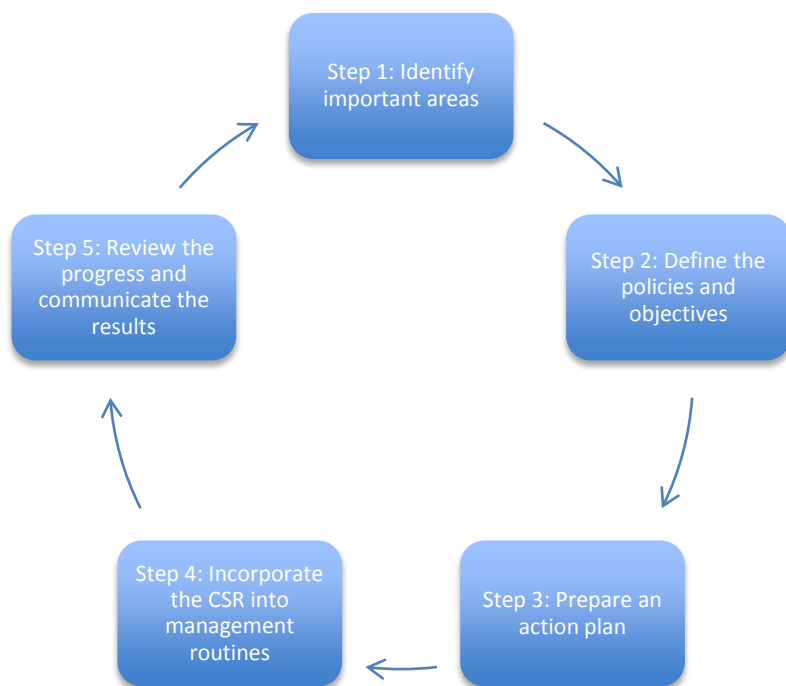 Step 1: Identify
important areas
Step 2: Define the
policies and
objectives
Step 3: Prepare an
action plan
Step 4: Incorporate
the CSR into
management
routines
Step 5: Review the
progress and
communicate the
results